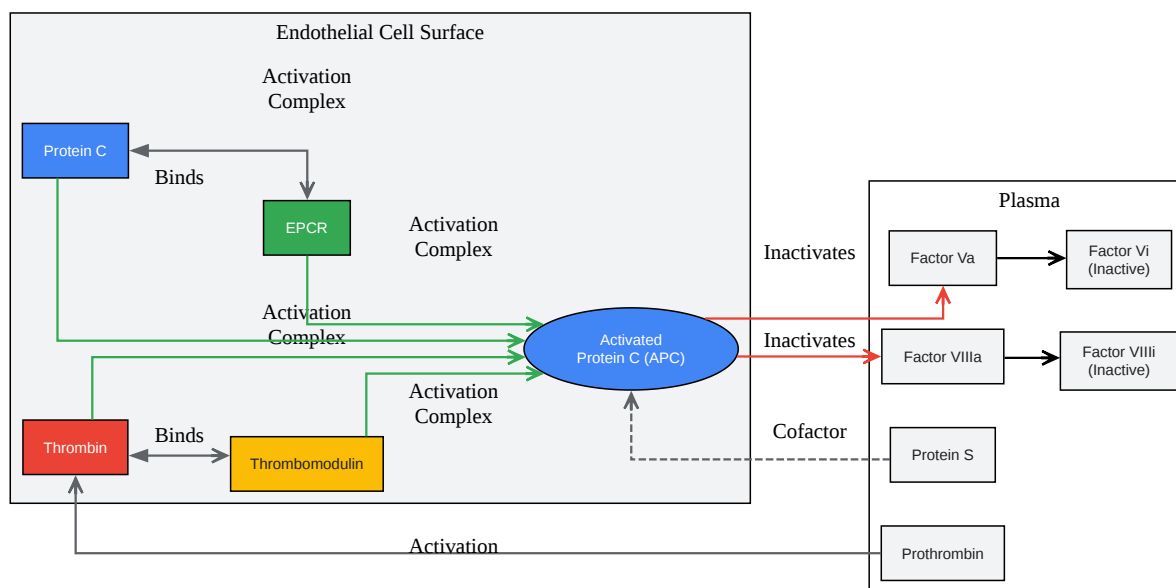 Endothelial Cell Surface
Activation
Complex
Protein C
Binds
Plasma
EPCR
Activation
Complex
Inactivates
Factor Va
Factor Vi
(Inactive)
Activation
Complex
Activated
Protein C (APC)
Inactivates
Factor VIIIa
Factor VIIIi
(Inactive)
Activation
Complex
Thrombin
Binds
Thrombomodulin
Cofactor
Protein S
Activation
Prothrombin